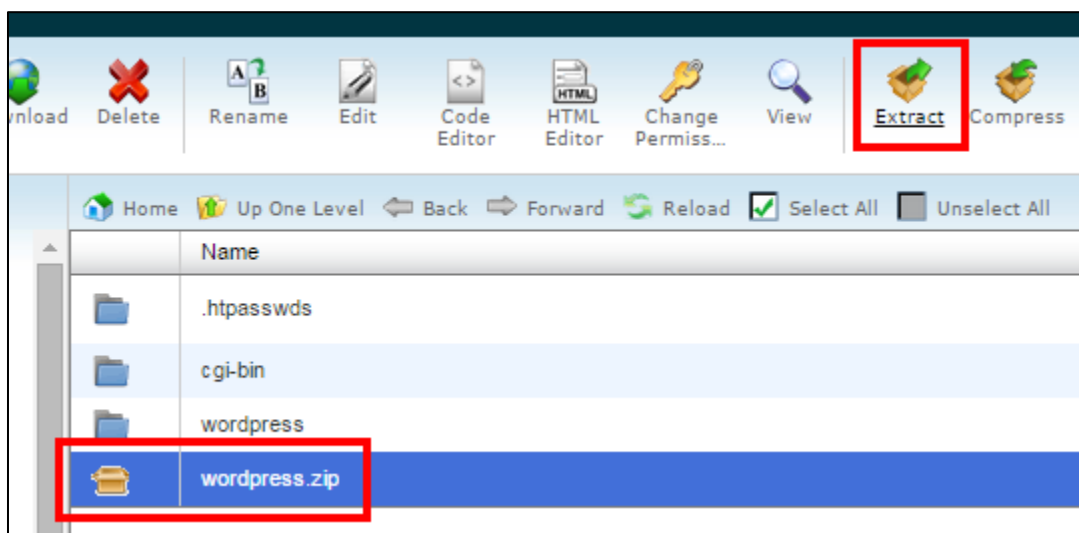 wnload Delete Rename Edit Code Editor HTML Editor Change Permiss... View Extract Compress
Home Up One Level Back Forward Reload Select All Unselect All
Name
.htpasswds
cgi-bin
wordpress
wordpress.zip